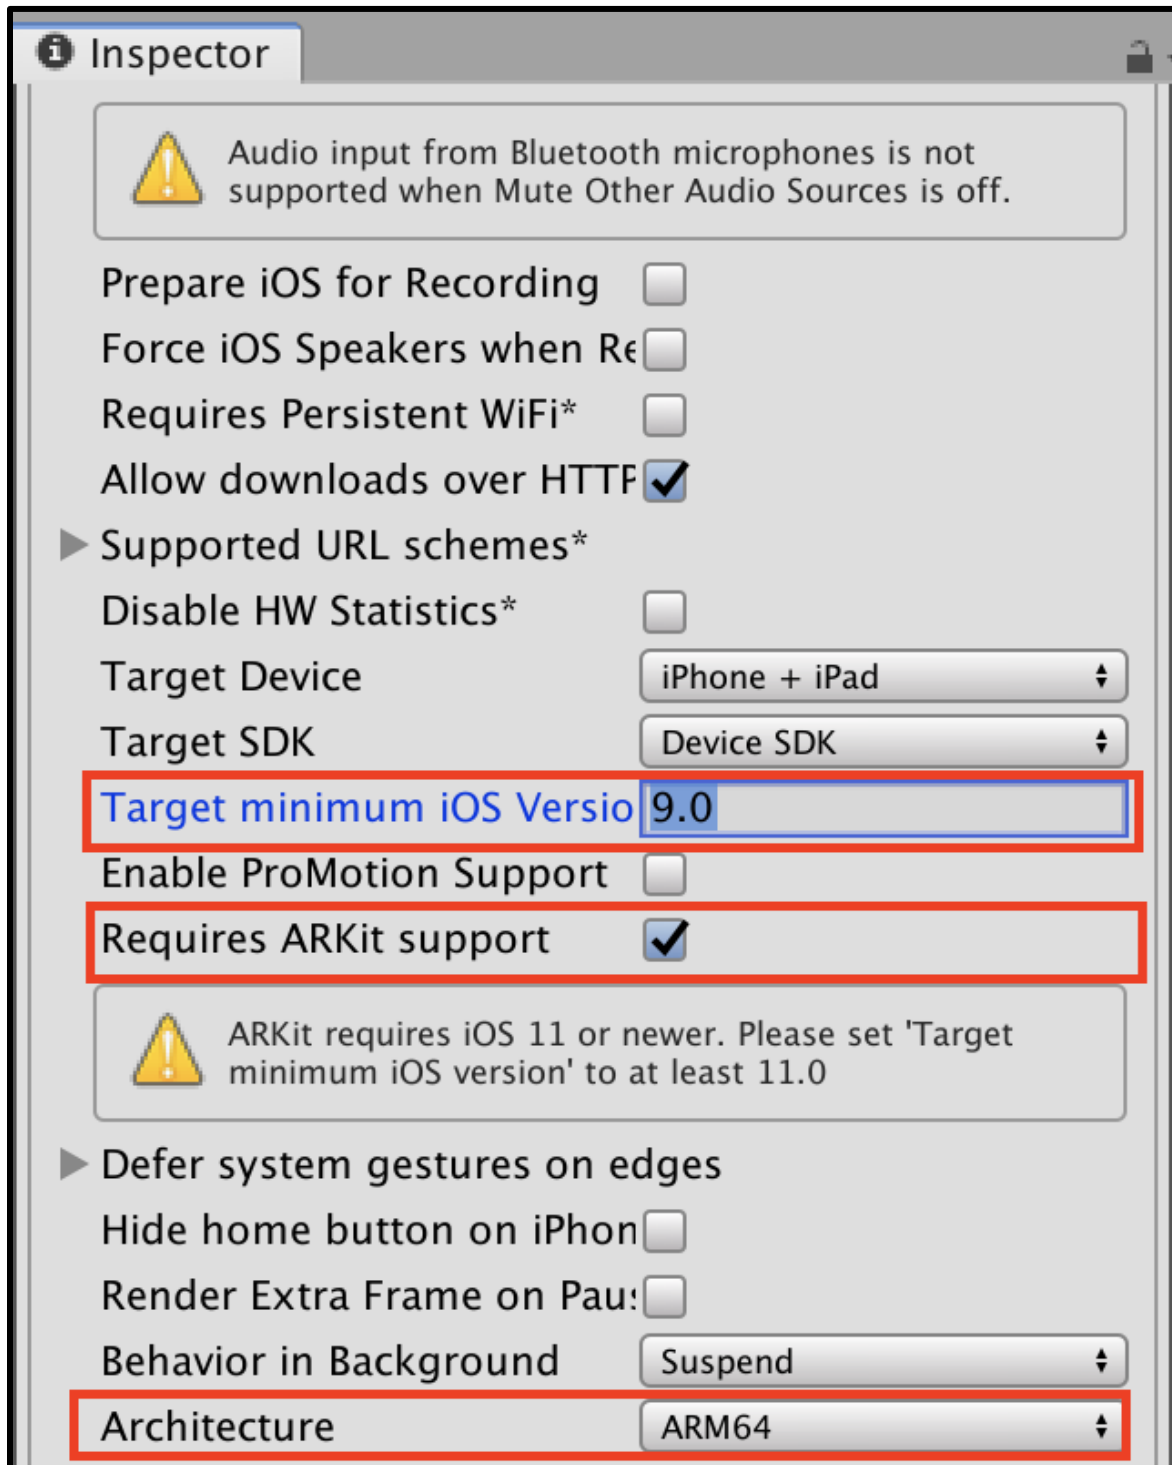 Inspector
Audio input from Bluetooth microphones is not
supported when Mute Other Audio Sources is off.
Prepare iOS for Recording
Force iOS Speakers when Re
Requires Persistent WiFi*
Allow downloads over HTTP
Supported URL schemes*
Disable HW Statistics*
Target Device iPhone + iPad
Target SDK Device SDK
Target minimum iOS Versio 9.0
Enable ProMotion Support
Requires ARKit support
ARKit requires iOS 11 or newer. Please set 'Target
minimum iOS version' to at least 11.0
Defer system gestures on edges
Hide home button on iPhon
Render Extra Frame on Paus
Behavior in Background Suspend
Architecture ARM64